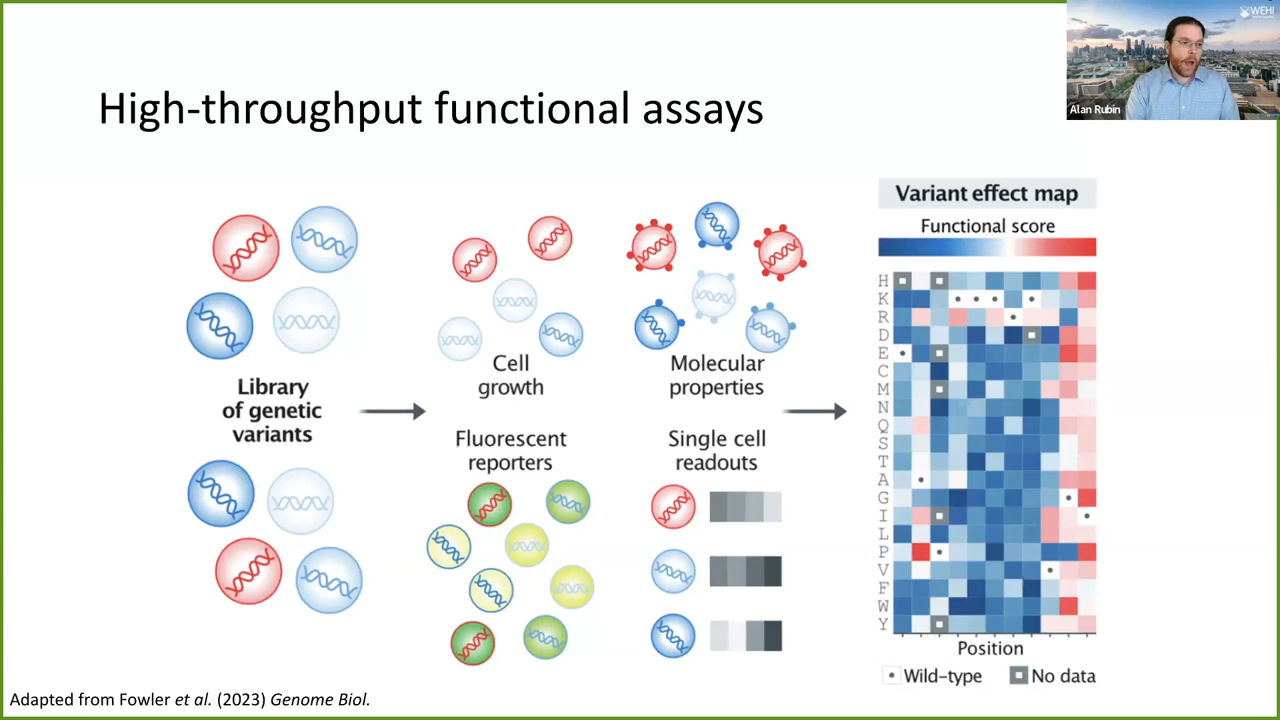 WEHI
Alan Rubin
High-throughput functional assays
Library
of genetic
variants
Cell
growth
Fluorescent
reporters
Molecular
properties
Single cell
readouts
Variant effect map
Functional score
H
K
R
D
E
C
M
N
Q
S
T
A
G
I
L
P
V
F
W
Y
Position
Wild-type
No data
Adapted from Fowler et al. (2023) Genome Biol.